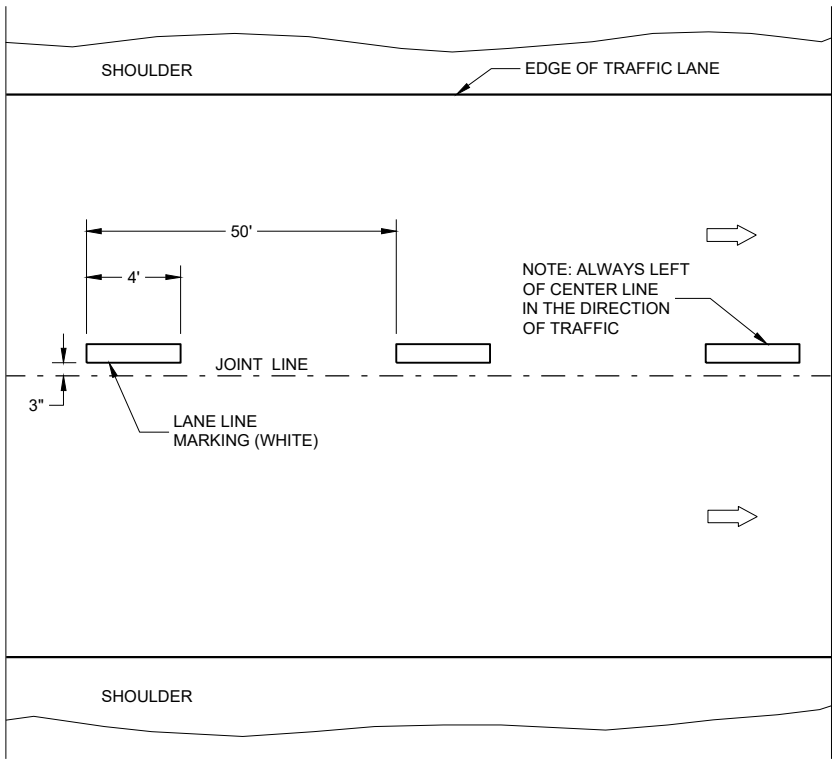 SHOULDER
EDGE OF TRAFFIC LANE
50'
4'
NOTE: ALWAYS LEFT
OF CENTER LINE
IN THE DIRECTION
OF TRAFFIC
JOINT LINE
3"
LANE LINE
MARKING (WHITE)
SHOULDER